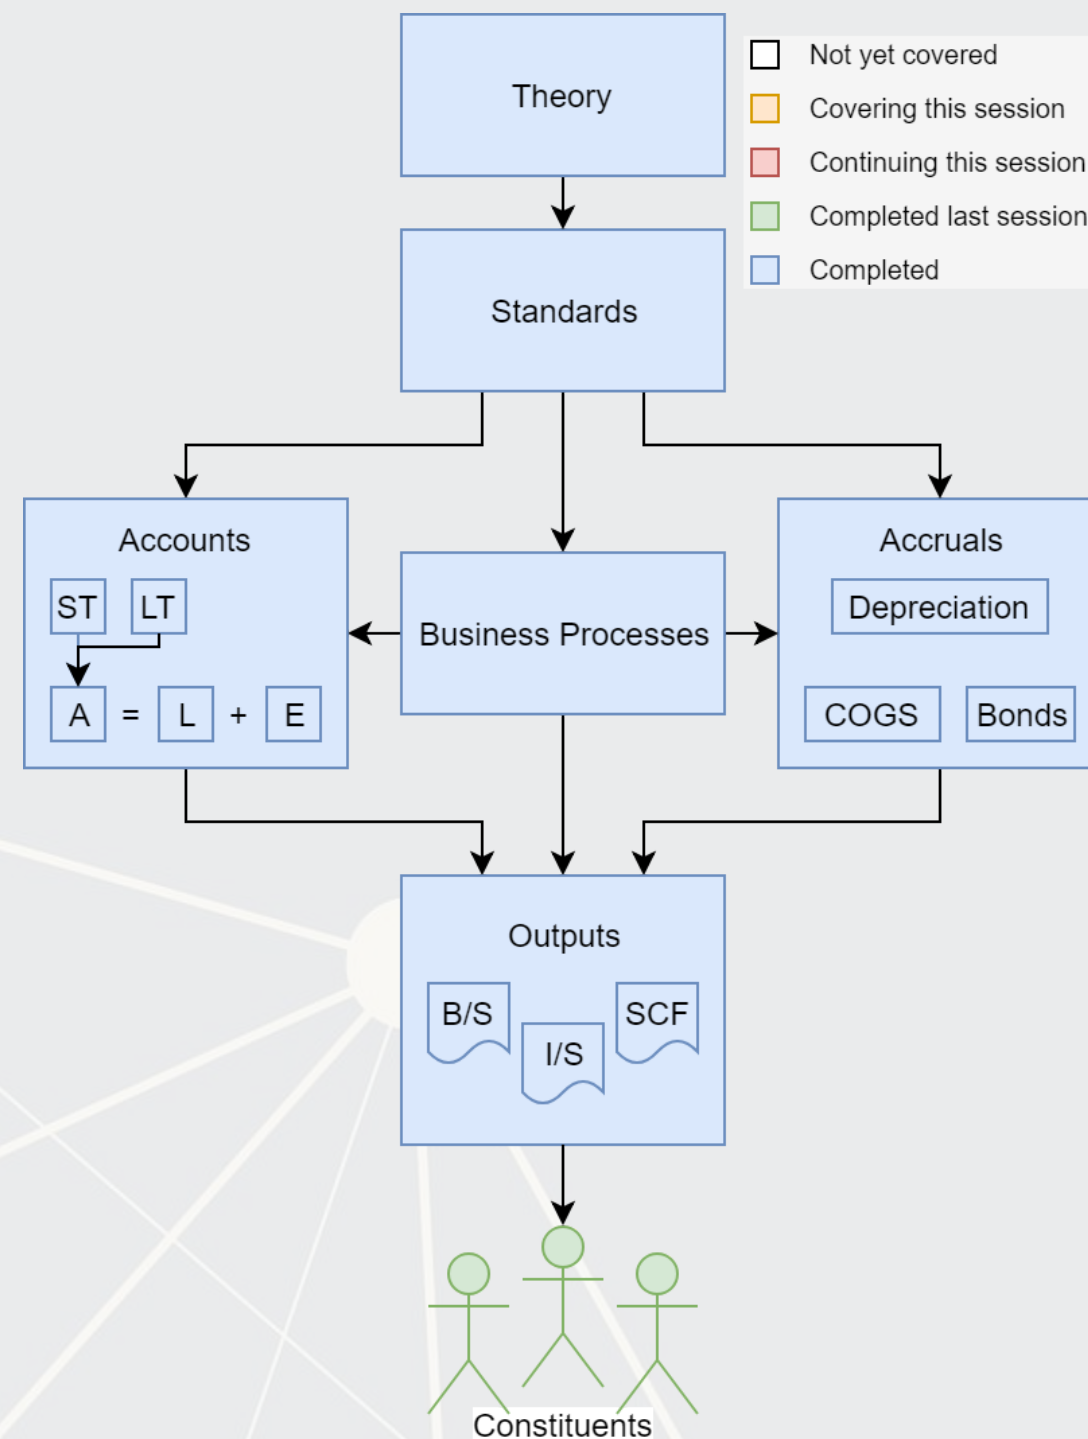 Theory
Not yet covered
Covering this session
Continuing this session
Completed last session
Completed
Standards
Accounts
ST LT
A = L + E
Business Processes
Accruals
Depreciation
COGS Bonds
Outputs
B/S
I/S
SCF
Constituents